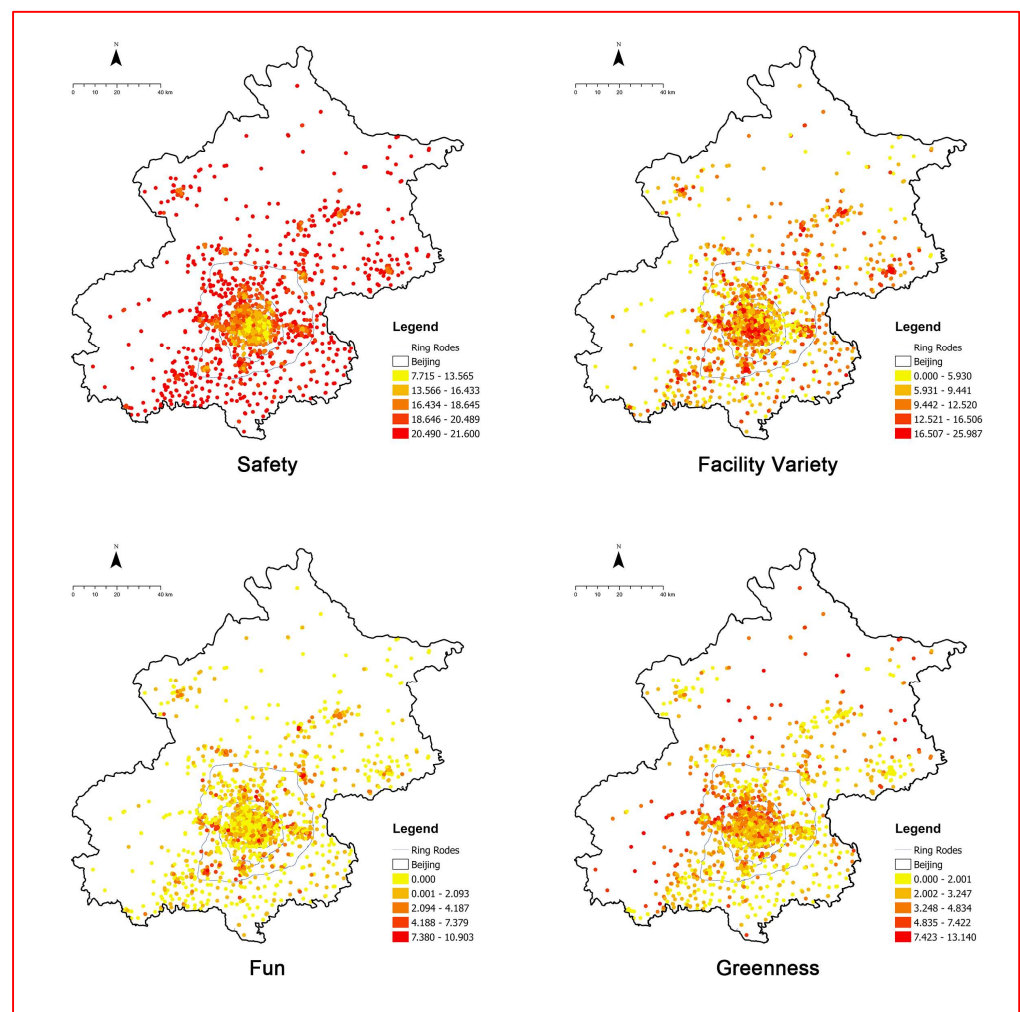 N
0 10 20 40 km
Legend
Ring Rodes
Beijing
7.715 - 13.565
13.566 - 16.433
16.434 - 18.645
18.646 - 20.489
20.490 - 21.600
Safety
N
0 10 20 40 km
Legend
Ring Rodes
Beijing
0.000 - 5.930
5.931 - 9.441
9.442 - 12.520
12.521 - 16.506
16.507 - 25.987
Facility Variety
N
0 10 20 40 km
Legend
Ring Rodes
Beijing
0.000
0.001 - 2.093
2.094 - 4.187
4.188 - 7.379
7.380 - 10.903
Fun
N
0 10 20 40 km
Legend
Ring Rodes
Beijing
0.000 - 2.001
2.002 - 3.247
3.248 - 4.834
4.835 - 7.422
7.423 - 13.140
Greenness